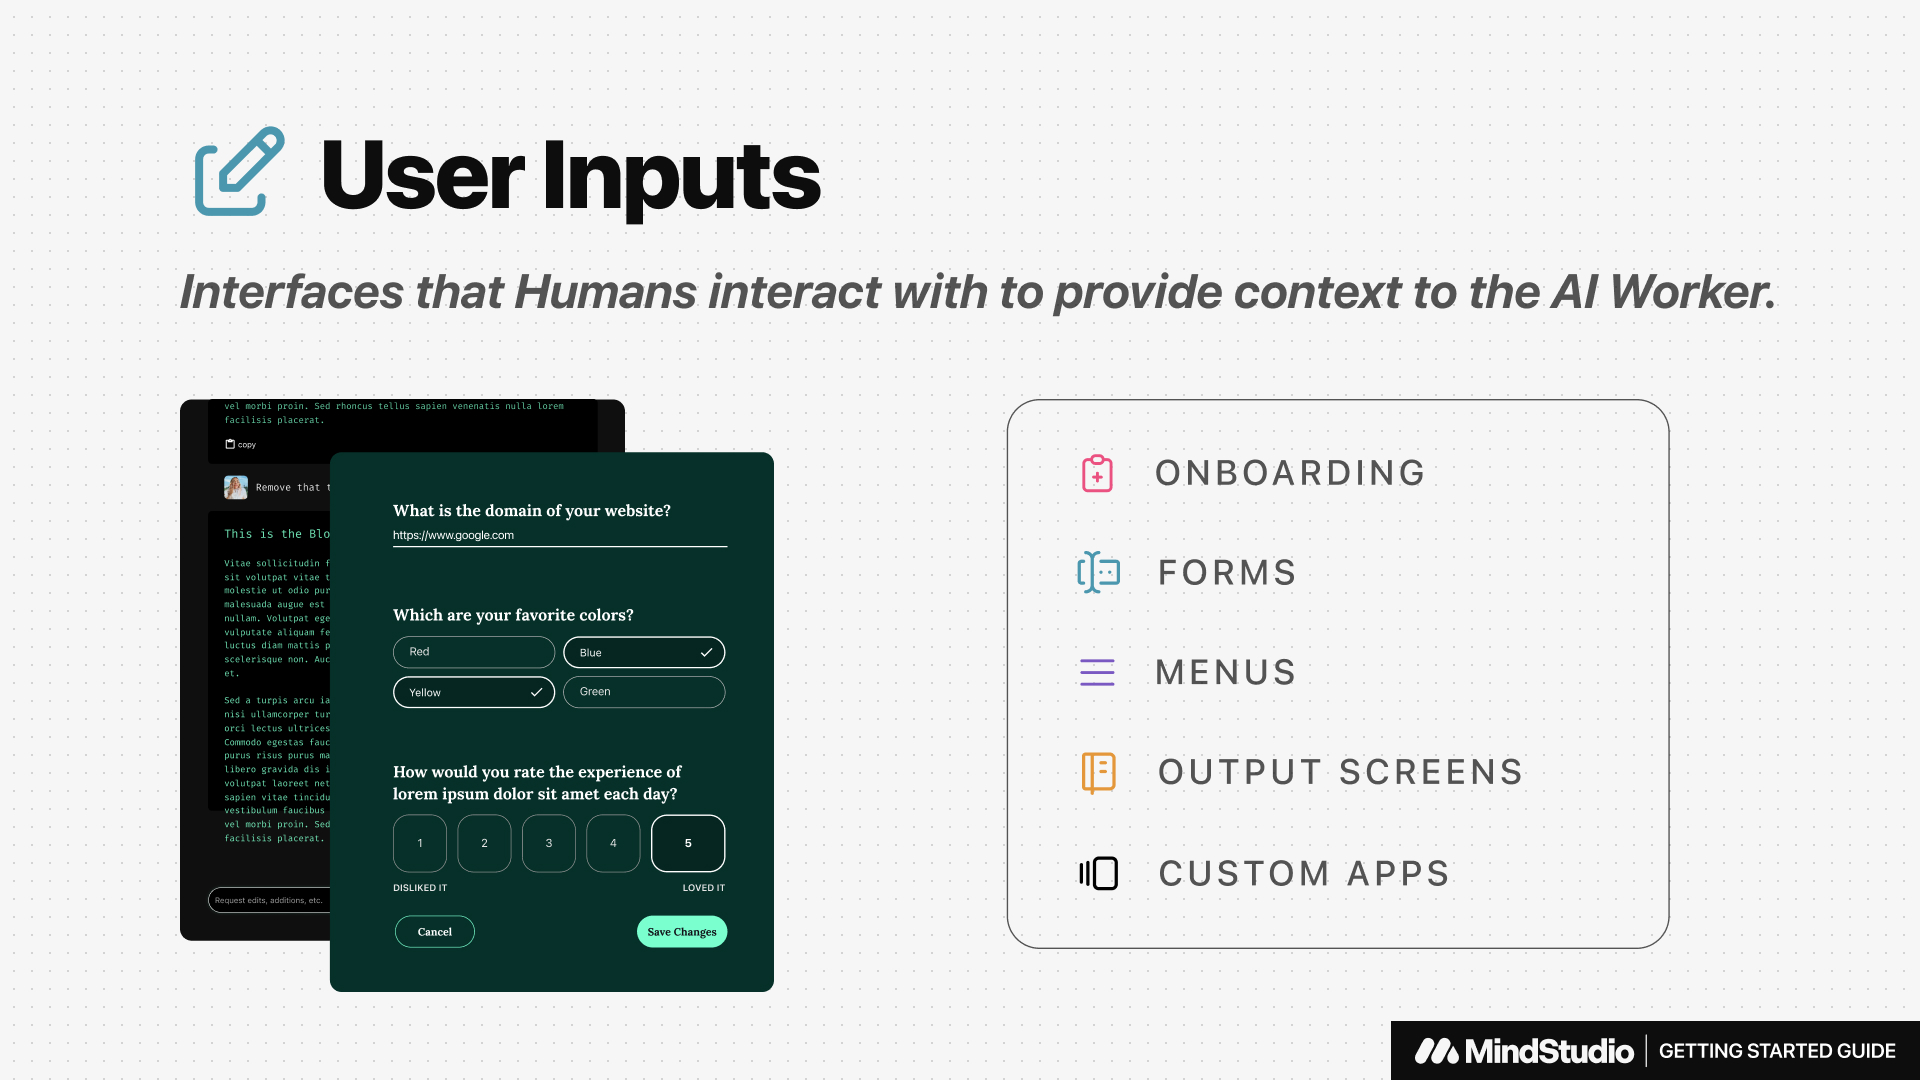 User Inputs
Interfaces that Humans interact with to provide context to the AI Worker.
vel morbi proin. Sed rhoncus tellus sapien venenatis nulla lorem
facilisis placerat.
copy
Remove that
This is the Blo
Vitae sollicitudin
sit volutpat vitae
molestie ut odio pur
malesuada augue est
nullam. Volutpat ege
vulputate aliquam fe
luctus diam mattis p
scelerisque non. Auc
et.
Sed a turpis arcu ia
nisi ullamcorper tur
orci lectus ultrices
Commodo egestas fauc
purus risus purus ma
libero gravida dis i
volutpat laoreet net
sapien vitae tincidu
vestibulum faucibus
vel morbi proin. Sed
facilisis placerat.
Request edits, additions, etc.
What is the domain of your website?
https://www.google.com
Which are your favorite colors?
Red
Blue
Yellow
Green
How would you rate the experience of
lorem ipsum dolor sit amet each day?
1 2 3 4 5
DISLIKED IT
LOVED IT
Cancel
Save Changes
ONBOARDING
FORMS
MENUS
OUTPUT SCREENS
CUSTOM APPS
MindStudio | GETTING STARTED GUIDE